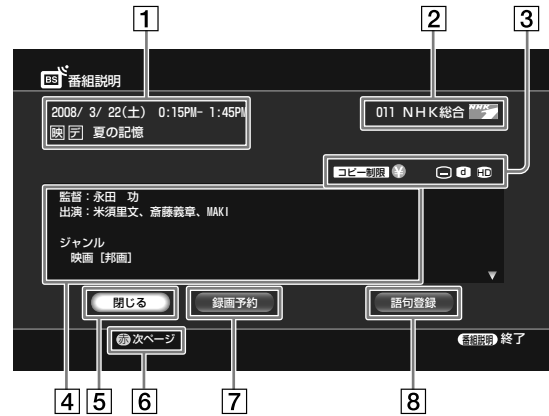 1
2
3
BS 番組説明
2008/ 3/ 22(土) 0:15PM- 1:45PM
映 デ 夏の記憶
011 NHK総合 NHK
コピー制限 ¥ d HD
監督：永田 功
出演：米須里文、斎藤義章、MAKI
ジャンル
映画 [邦画]
閉じる
録画予約
語句登録
赤 次ページ
番組説明 終了
4
5
6
7
8